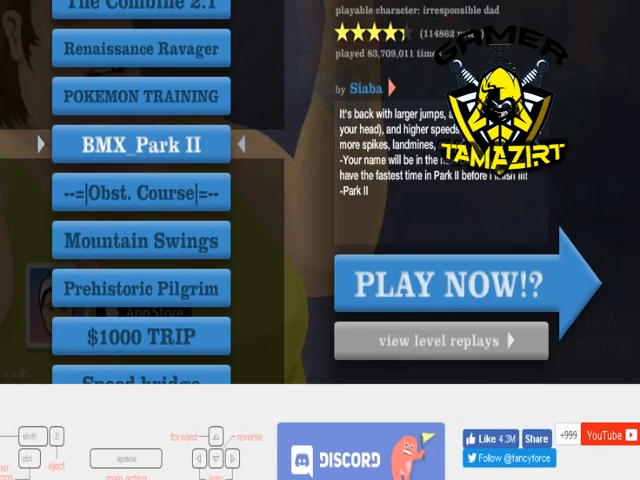 The Combine 2.1
Renaissance Ravager
POKEMON TRAINING
BMX_Park II
--=|Obst. Course|=--
Mountain Swings
Prehistoric Pilgrim
$1000 TRIP
Speed bridge
App Store
playable character: irresponsible dad
(114862
played 83,709,011
by Siaba
It's back with larger jumps,
your head), and higher speeds
more spikes, landmines,
-Your name will be in the
have the fastest time in Park II before I finish III!
-Park II
GAMER
TAMAZIRT
PLAY NOW!?
view level replays
shift
Z
ctrl
eject
space
main action
forward
reverse
lean
DISCORD
Like 4.3M
Share
+999
YouTube
Follow @fancyforce